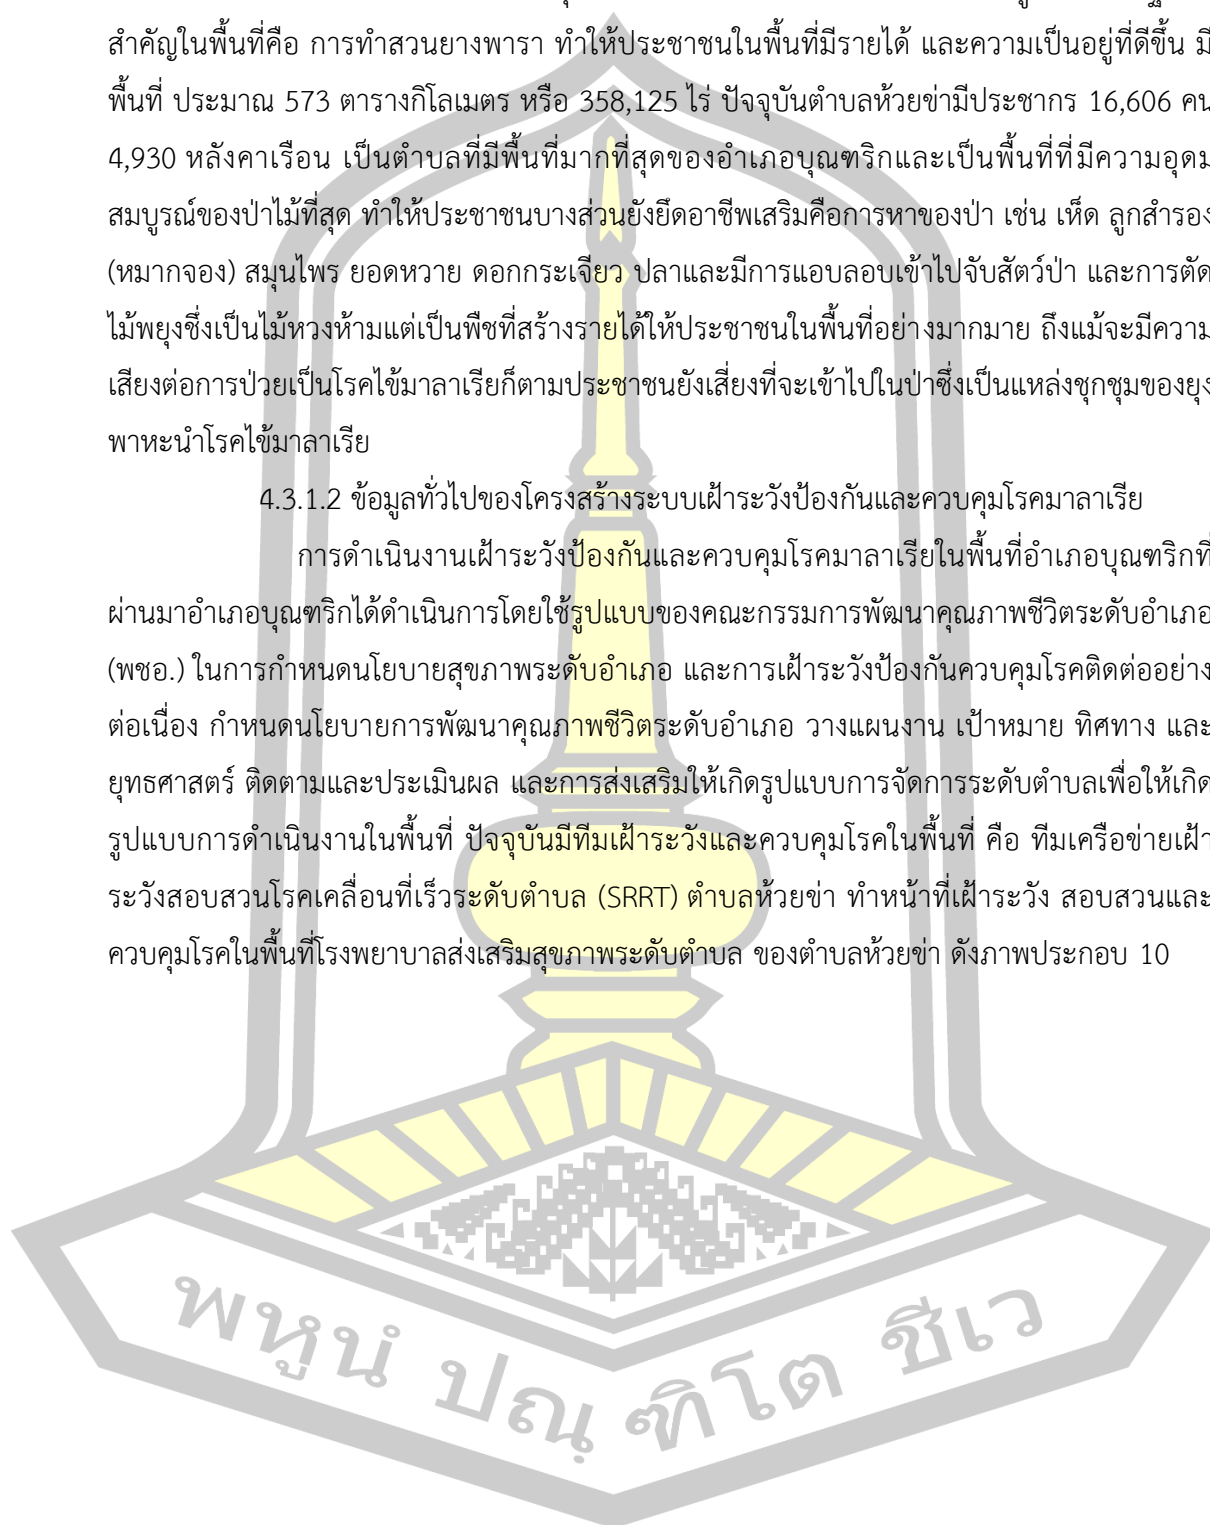 สำคัญในพื้นที่คือ การทำสวนยางพารา ทำให้ประชาชนในพื้นที่มีรายได้ และความเป็นอยู่ที่ดีขึ้น มี
พื้นที่ ประมาณ 573 ตารางกิโลเมตร หรือ 358,125 ไร่ ปัจจุบันตำบลห้วยข่ามีประชากร 16,606 คน
4,930 หลังคาเรือน เป็นตำบลที่มีพื้นที่มากที่สุดของอำเภอบุณฑริกและเป็นพื้นที่ที่มีความอุดม
สมบูรณ์ของป่าไม้ที่สุด ทำให้ประชาชนบางส่วนยังยึดอาชีพเสริมคือการหาของป่า เช่น เห็ด ลูกสำรอง
(หมากจอง) สมุนไพร ยอดหวาย ดอกกระเจียว ปลาและมีการแอบลอบเข้าไปจับสัตว์ป่า และการตัด
ไม้พยุงซึ่งเป็นไม้หวงห้ามแต่เป็นพืชที่สร้างรายได้ให้ประชาชนในพื้นที่อย่างมากมาย ถึงแม้จะมีความ
เสี่ยงต่อการป่วยเป็นโรคไข้มาลาเรียก็ตามประชาชนยังเสี่ยงที่จะเข้าไปในป่าซึ่งเป็นแหล่งชุกชุมของยุง
พาหะนำโรคไข้มาลาเรีย
4.3.1.2 ข้อมูลทั่วไปของโครงสร้างระบบเฝ้าระวังป้องกันและควบคุมโรคมาลาเรีย
การดำเนินงานเฝ้าระวังป้องกันและควบคุมโรคมาลาเรียในพื้นที่อำเภอบุณฑริกที่
ผ่านมาอำเภอบุณฑริกได้ดำเนินการโดยใช้รูปแบบของคณะกรรมการพัฒนาคุณภาพชีวิตระดับอำเภอ
(พชอ.) ในการกำหนดนโยบายสุขภาพระดับอำเภอ และการเฝ้าระวังป้องกันควบคุมโรคติดต่ออย่าง
ต่อเนื่อง กำหนดนโยบายการพัฒนาคุณภาพชีวิตระดับอำเภอ วางแผนงาน เป้าหมาย ทิศทาง และ
ยุทธศาสตร์ ติดตามและประเมินผล และการส่งเสริมให้เกิดรูปแบบการจัดการระดับตำบลเพื่อให้เกิด
รูปแบบการดำเนินงานในพื้นที่ ปัจจุบันมีทีมเฝ้าระวังและควบคุมโรคในพื้นที่ คือ ทีมเครือข่ายเฝ้า
ระวังสอบสวนโรคเคลื่อนที่เร็วระดับตำบล (SRRT) ตำบลห้วยข่า ทำหน้าที่เฝ้าระวัง สอบสวนและ
ควบคุมโรคในพื้นที่โรงพยาบาลส่งเสริมสุขภาพระดับตำบล ของตำบลห้วยข่า ดังภาพประกอบ 10
พหูนํ ปณฺฑิโต ชีเว